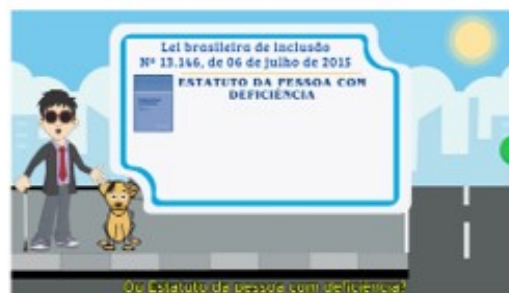 Lei brasileira de inclusão
Nº 13.146, de 06 de julho de 2015
ESTATUTO DA PESSOA COM
DEFICIÊNCIA
Ou Estatuto da pessoa com deficiência?